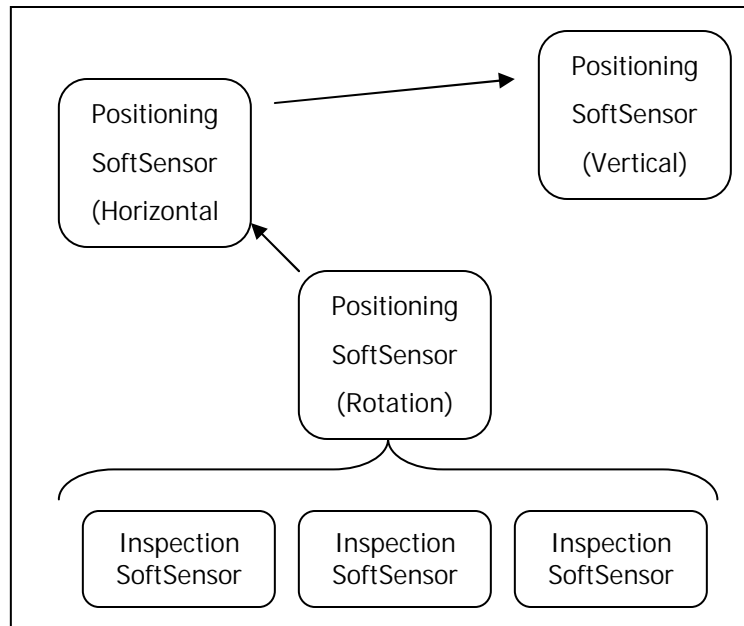 Positioning
SoftSensor
(Horizontal
Positioning
SoftSensor
(Vertical)
Positioning
SoftSensor
(Rotation)
Inspection
SoftSensor
Inspection
SoftSensor
Inspection
SoftSensor